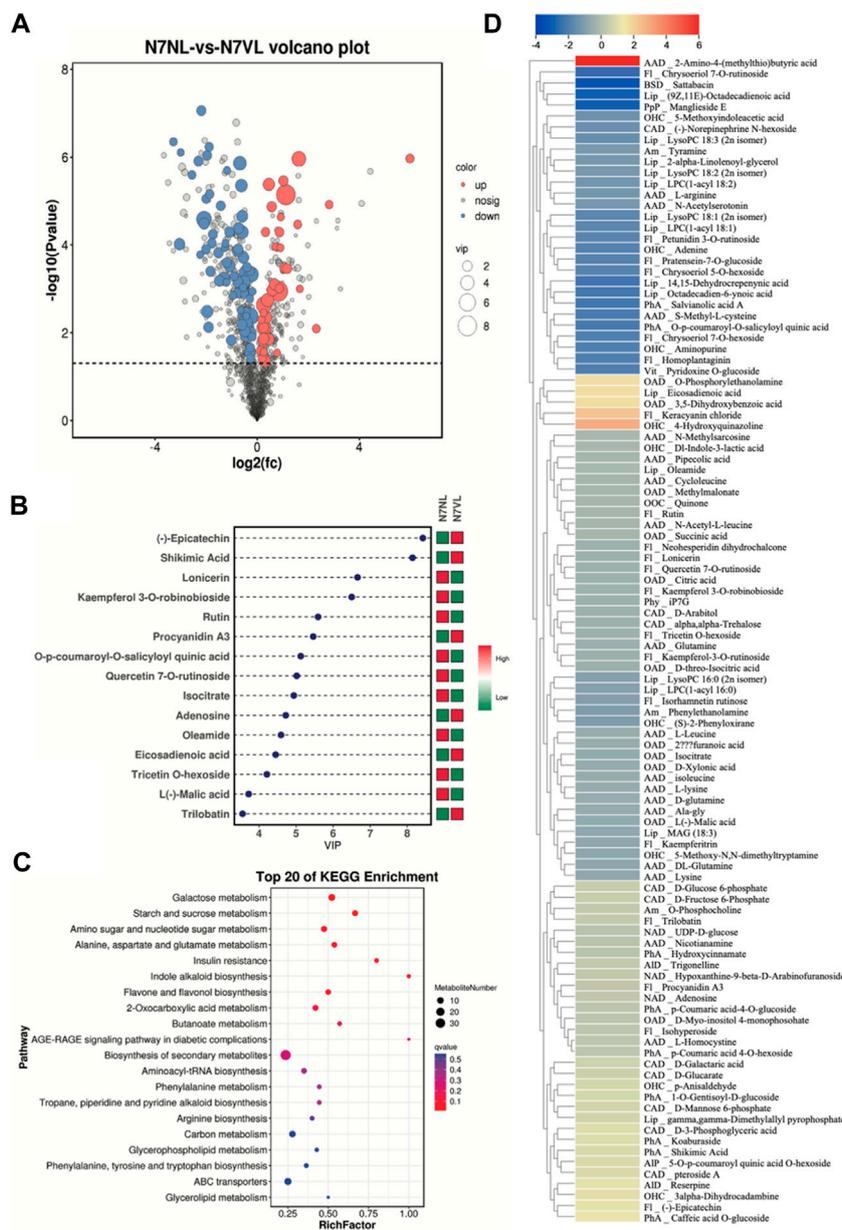 A
N7NL-vs-N7VL volcano plot
8
6
4
2
0
-log10(Pvalue)
-4
0
4
log2(fc)
color
up
nosig
down
vip
2
4
6
8
B
N7NL
N7VL
(-)-Epicatechin
Shikimic Acid
Lonicerin
Kaempferol 3-O-robinobioside
Rutin
Procyanidin A3
O-p-coumaroyl-O-salicyloyl quinic acid
Quercetin 7-O-rutinoside
Isocitrate
Adenosine
Oleamide
Eicosadienoic acid
Tricetin O-hexoside
L(-)-Malic acid
Trilobatin
4
5
6
7
8
VIP
High
Low
C
Top 20 of KEGG Enrichment
Pathway
Galactose metabolism
Starch and sucrose metabolism
Amino sugar and nucleotide sugar metabolism
Alanine, aspartate and glutamate metabolism
Insulin resistance
Indole alkaloid biosynthesis
Flavone and flavonol biosynthesis
2-Oxocarboxylic acid metabolism
Butanoate metabolism
AGE-RAGE signaling pathway in diabetic complications
Biosynthesis of secondary metabolites
Aminoacyl-tRNA biosynthesis
Phenylalanine metabolism
Tropane, piperidine and pyridine alkaloid biosynthesis
Arginine biosynthesis
Carbon metabolism
Glycerophospholipid metabolism
Phenylalanine, tyrosine and tryptophan biosynthesis
ABC transporters
Glycerolipid metabolism
0.25
0.50
0.75
1.00
RichFactor
MetaboliteNumber
10
20
30
qvalue
0.5
0.4
0.3
0.2
0.1
D
-4
-2
0
2
4
6
AAD _ 2-Amino-4-(methylthio)butyric acid
Fl _ Chrysoeriol 7-O-rutinoside
BSD _ Sattabacin
Lip _ (9Z,11E)-Octadecadienoic acid
PpP _ Manglieside E
OHC _ 5-Methoxyindoleacetic acid
CAD _ (-)-Norepinephrine N-hexoside
Lip _ LysoPC 18:3 (2n isomer)
Am _ Tyramine
Lip _ 2-alpha-Linolenoyl-glycerol
Lip _ LysoPC 18:2 (2n isomer)
Lip _ LPC(1-acyl 18:2)
AAD _ L-arginine
AAD _ N-Acetylserotonin
Lip _ LysoPC 18:1 (2n isomer)
Lip _ LPC(1-acyl 18:1)
Fl _ Petunidin 3-O-rutinoside
OHC _ Adenine
Fl _ Pratensein-7-O-glucoside
Fl _ Chrysoeriol 5-O-hexoside
Lip _ 14,15-Dehydrocrepenynic acid
Lip _ Octadecadien-6-ynoic acid
PhA _ Salvianolic acid A
AAD _ S-Methyl-L-cysteine
PhA _ O-p-coumaroyl-O-salicyloyl quinic acid
Fl _ Chrysoeriol 7-O-hexoside
OHC _ Aminopurine
Fl _ Homoplantaginin
Vit _ Pyridoxine O-glucoside
OAD _ O-Phosphorylethanolamine
Lip _ Eicosadienoic acid
OAD _ 3,5-Dihydroxybenzoic acid
Fl _ Keracyanin chloride
OHC _ 4-Hydroxyquinazoline
AAD _ N-Methylsarcosine
OHC _ Dl-Indole-3-lactic acid
AAD _ Pipecolic acid
Lip _ Oleamide
AAD _ Cycloleucine
OAD _ Methylmalonate
OOC _ Quinone
Fl _ Rutin
AAD _ N-Acetyl-L-leucine
OAD _ Succinic acid
Fl _ Neohesperidin dihydrochalcone
Fl _ Lonicerin
Fl _ Quercetin 7-O-rutinoside
OAD _ Citric acid
Fl _ Kaempferol 3-O-robinobioside
Phy _ iP7G
CAD _ D-Arabitol
CAD _ alpha,alpha-Trehalose
Fl _ Tricetin O-hexoside
AAD _ Glutamine
Fl _ Kaempferol-3-O-rutinoside
OAD _ D-threo-Isocitric acid
Lip _ LysoPC 16:0 (2n isomer)
Lip _ LPC(1-acyl 16:0)
Fl _ Isorhamnetin rutinose
Am _ Phenylethanolamine
OHC _ (S)-2-Phenyloxirane
AAD _ L-Leucine
OAD _ 2???furanoic acid
OAD _ Isocitrate
OAD _ D-Xylonic acid
AAD _ isoleucine
AAD _ L-lysine
AAD _ D-glutamine
AAD _ Ala-gly
OAD _ L(-)-Malic acid
Lip _ MAG (18:3)
Fl _ Kaempferitrin
OHC _ 5-Methoxy-N,N-dimethyltryptamine
AAD _ DL-Glutamine
AAD _ Lysine
CAD _ D-Glucose 6-phosphate
CAD _ D-Fructose 6-Phosphate
Am _ O-Phosphocholine
Fl _ Trilobatin
NAD _ UDP-D-glucose
AAD _ Nicotianamine
PhA _ Hydroxycinnamate
AlD _ Trigonelline
NAD _ Hypoxanthine-9-beta-D-Arabinofuranoside
Fl _ Procyanidin A3
NAD _ Adenosine
PhA _ p-Coumaric acid-4-O-glucoside
OAD _ D-Myo-inositol 4-monophosohate
Fl _ Isohyperoside
AAD _ L-Homocystine
PhA _ p-Coumaric acid 4-O-hexoside
CAD _ D-Galactaric acid
CAD _ D-Glucarate
OHC _ p-Anisaldehyde
PhA _ 1-O-Gentisoyl-D-glucoside
CAD _ D-Mannose 6-phosphate
Lip _ gamma,gamma-Dimethylallyl pyrophosphate
CAD _ D-3-Phosphoglyceric acid
PhA _ Koaburaside
PhA _ Shikimic Acid
AlP _ 5-O-p-coumaroyl quinic acid O-hexoside
CAD _ pteroside A
AlD _ Reserpine
OHC _ 3alpha-Dihydrocadambine
Fl _ (-)-Epicatechin
PhA _ Caffeic acid O-glucoside